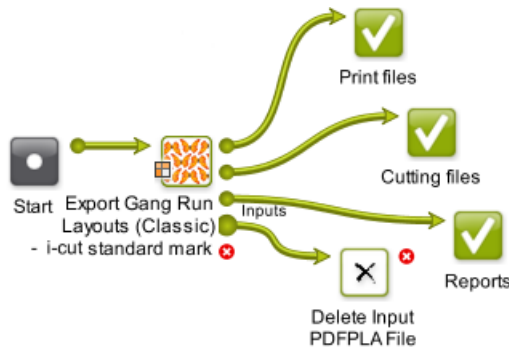 Print files
Cutting files
Start
Export Gang Run
Layouts (Classic)
- i-cut standard mark
Inputs
Reports
Delete Input
PDFPLA File